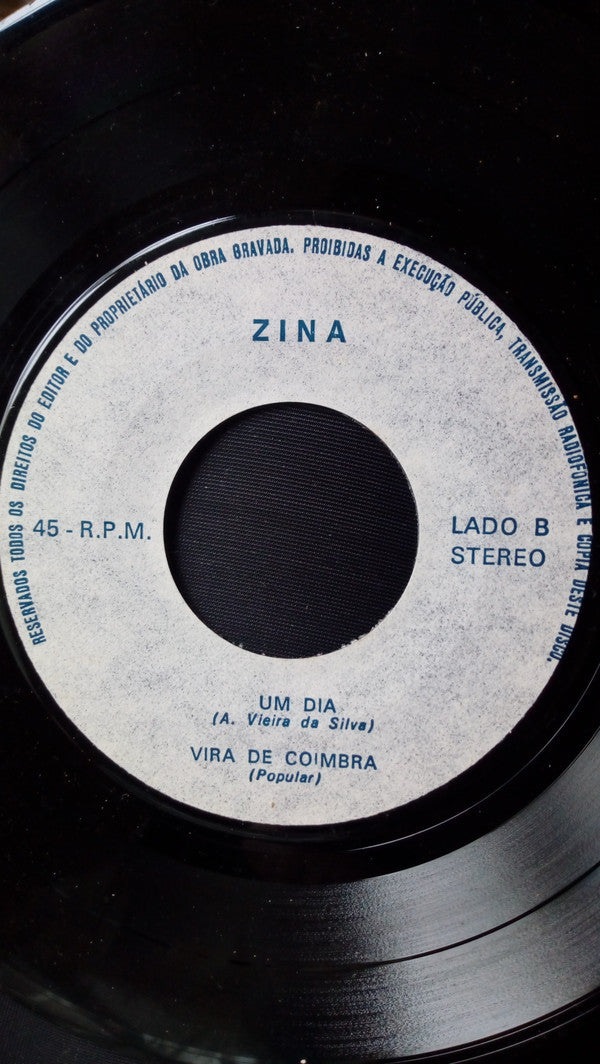 RESERVADOS TODOS OS DIREITOS DO EDITOR E DO PROPRIETÁRIO DA OBRA GRAVADA. PROIBIDAS A EXECUÇÃO PÚBLICA, TRANSMISSÃO RADIOFÓNICA E COPIA DESTE DISCO.
ZINA
45 - R.P.M.
LADO B
STEREO
UM DIA
(A. Vieira da Silva)
VIRA DE COIMBRA
(Popular)